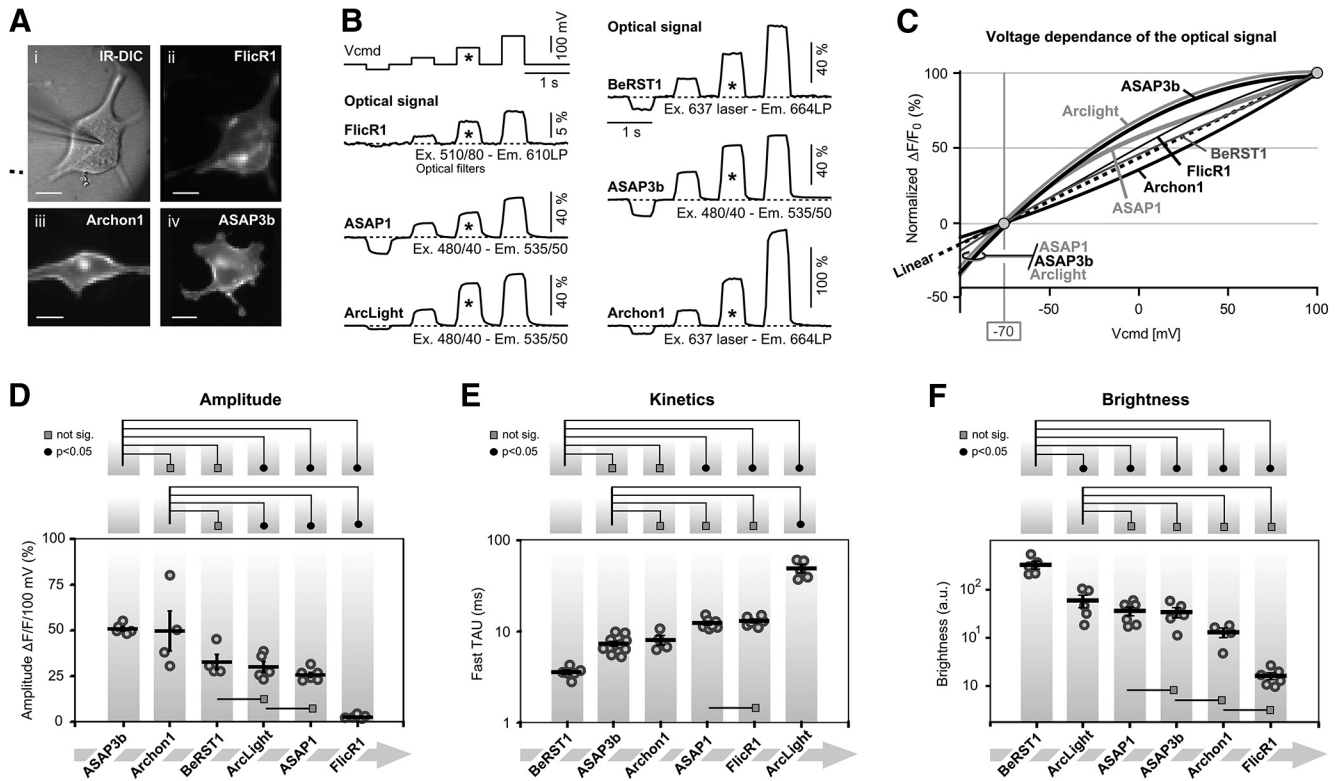 A
i
IR-DIC
ii
FlicR1
iii
Archon1
iv
ASAP3b
B
Vcmd
*
100 mV
1 s
Optical signal
FlicR1
*
5 %
Ex. 510/80 - Em. 610LP
Optical filters
ASAP1
*
40 %
Ex. 480/40 - Em. 535/50
ArcLight
*
40 %
Ex. 480/40 - Em. 535/50
Optical signal
BeRST1
*
40 %
Ex. 637 laser - Em. 664LP
1 s
ASAP3b
*
40 %
Ex. 480/40 - Em. 535/50
Archon1
*
100 %
Ex. 637 laser - Em. 664LP
C
Voltage dependance of the optical signal
Normalized ΔF/F0 (%)
100
50
0
-50
ASAP3b
Arclight
BeRST1
FlicR1
Archon1
ASAP1
Linear
ASAP1
ASAP3b
Arclight
-70
-50
0
50
100
Vcmd [mV]
D
Amplitude
not sig.
p<0.05
Amplitude ΔF/F/100 mV (%)
100
75
50
25
0
ASAP3b
Archon1
BeRST1
ArcLight
ASAP1
FlicR1
E
Kinetics
not sig.
p<0.05
Fast TAU (ms)
100
10
1
BeRST1
ASAP3b
Archon1
ASAP1
FlicR1
ArcLight
F
Brightness
not sig.
p<0.05
Brightness (a.u.)
10²
10¹
10
BeRST1
ArcLight
ASAP1
ASAP3b
Archon1
FlicR1